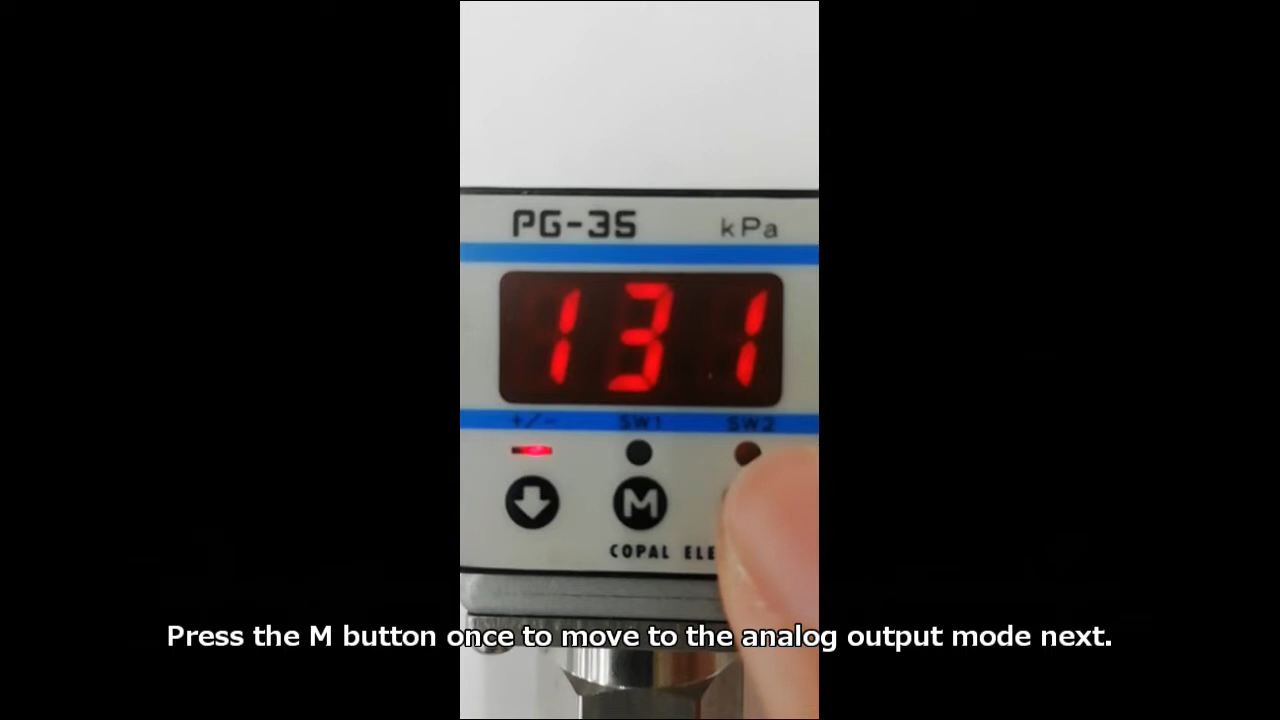 PG-35 kPa
131
+/- SW1 SW2
M
COPAL ELE
Press the M button once to move to the analog output mode next.